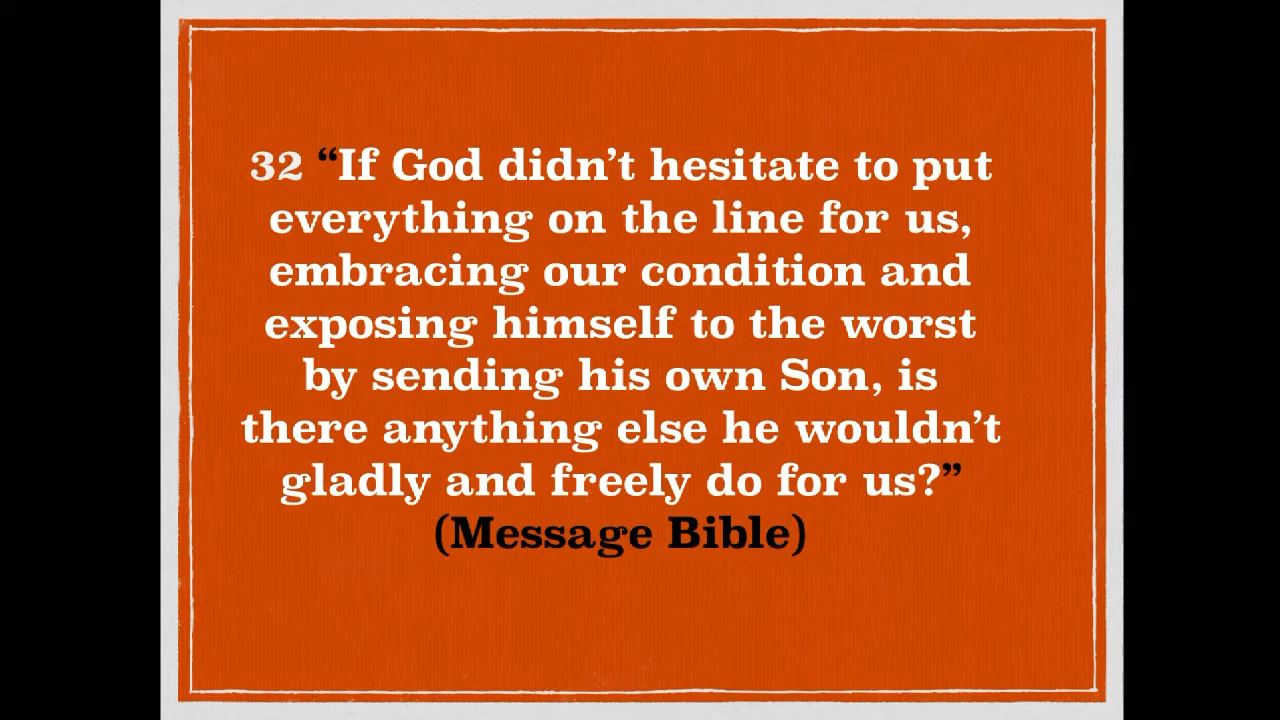 32 “If God didn’t hesitate to put
everything on the line for us,
embracing our condition and
exposing himself to the worst
by sending his own Son, is
there anything else he wouldn’t
gladly and freely do for us?”
(Message Bible)